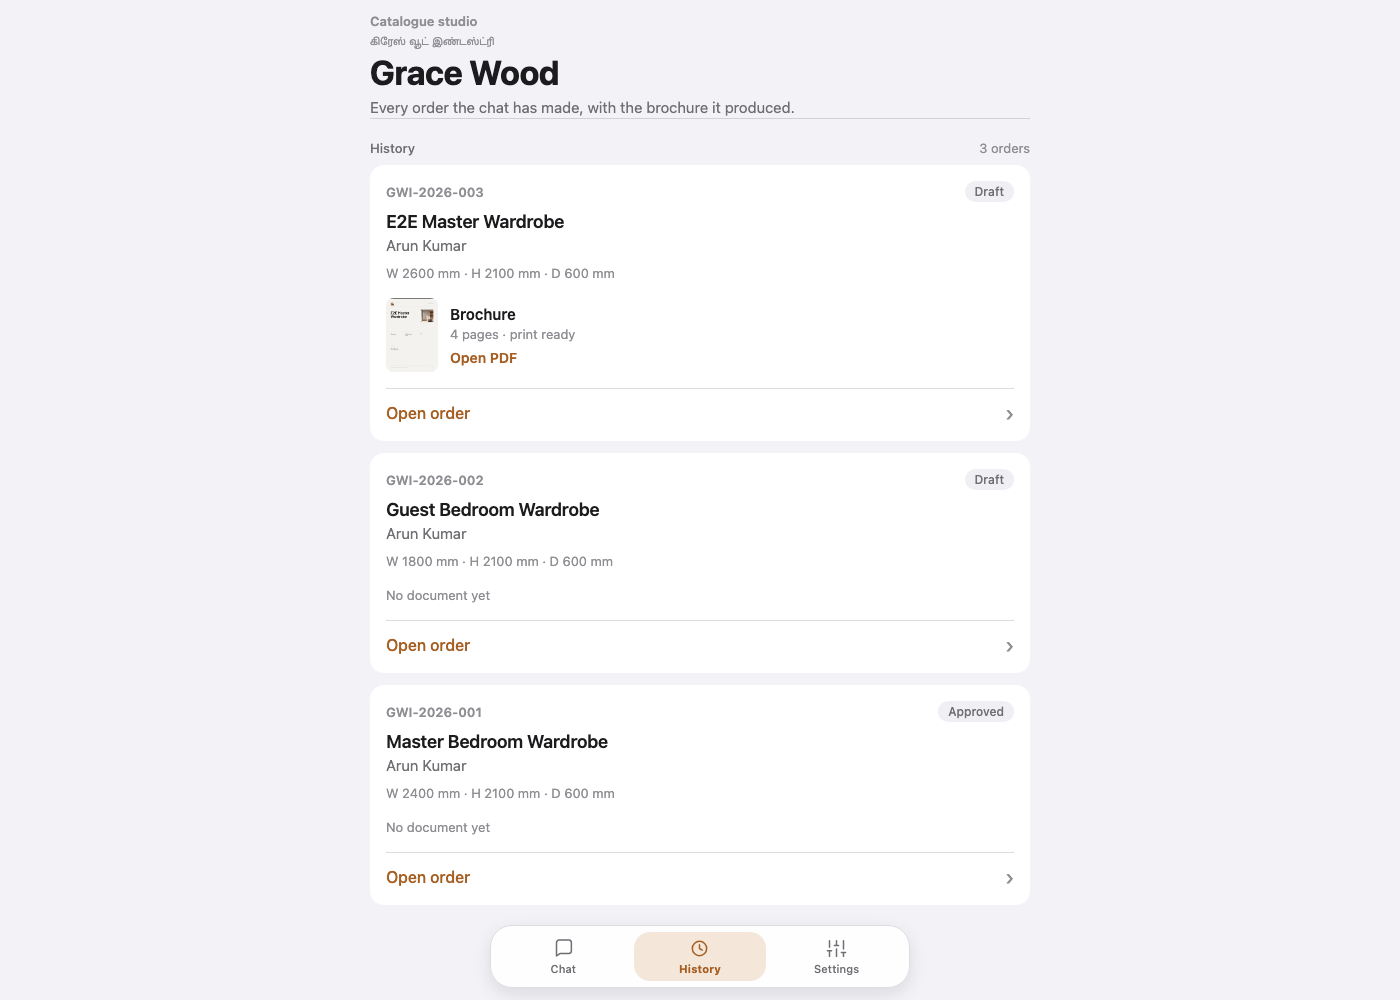 Catalogue studio
கிரேஸ் வூட் இண்டஸ்ட்ரி
Grace Wood
Every order the chat has made, with the brochure it produced.
History
3 orders
GWI-2026-003
Draft
E2E Master Wardrobe
Arun Kumar
W 2600 mm · H 2100 mm · D 600 mm
E2E Master
Wardrobe
Brochure
4 pages · print ready
Open PDF
Open order
GWI-2026-002
Draft
Guest Bedroom Wardrobe
Arun Kumar
W 1800 mm · H 2100 mm · D 600 mm
No document yet
Open order
GWI-2026-001
Approved
Master Bedroom Wardrobe
Arun Kumar
W 2400 mm · H 2100 mm · D 600 mm
No document yet
Open order
Chat
History
Settings